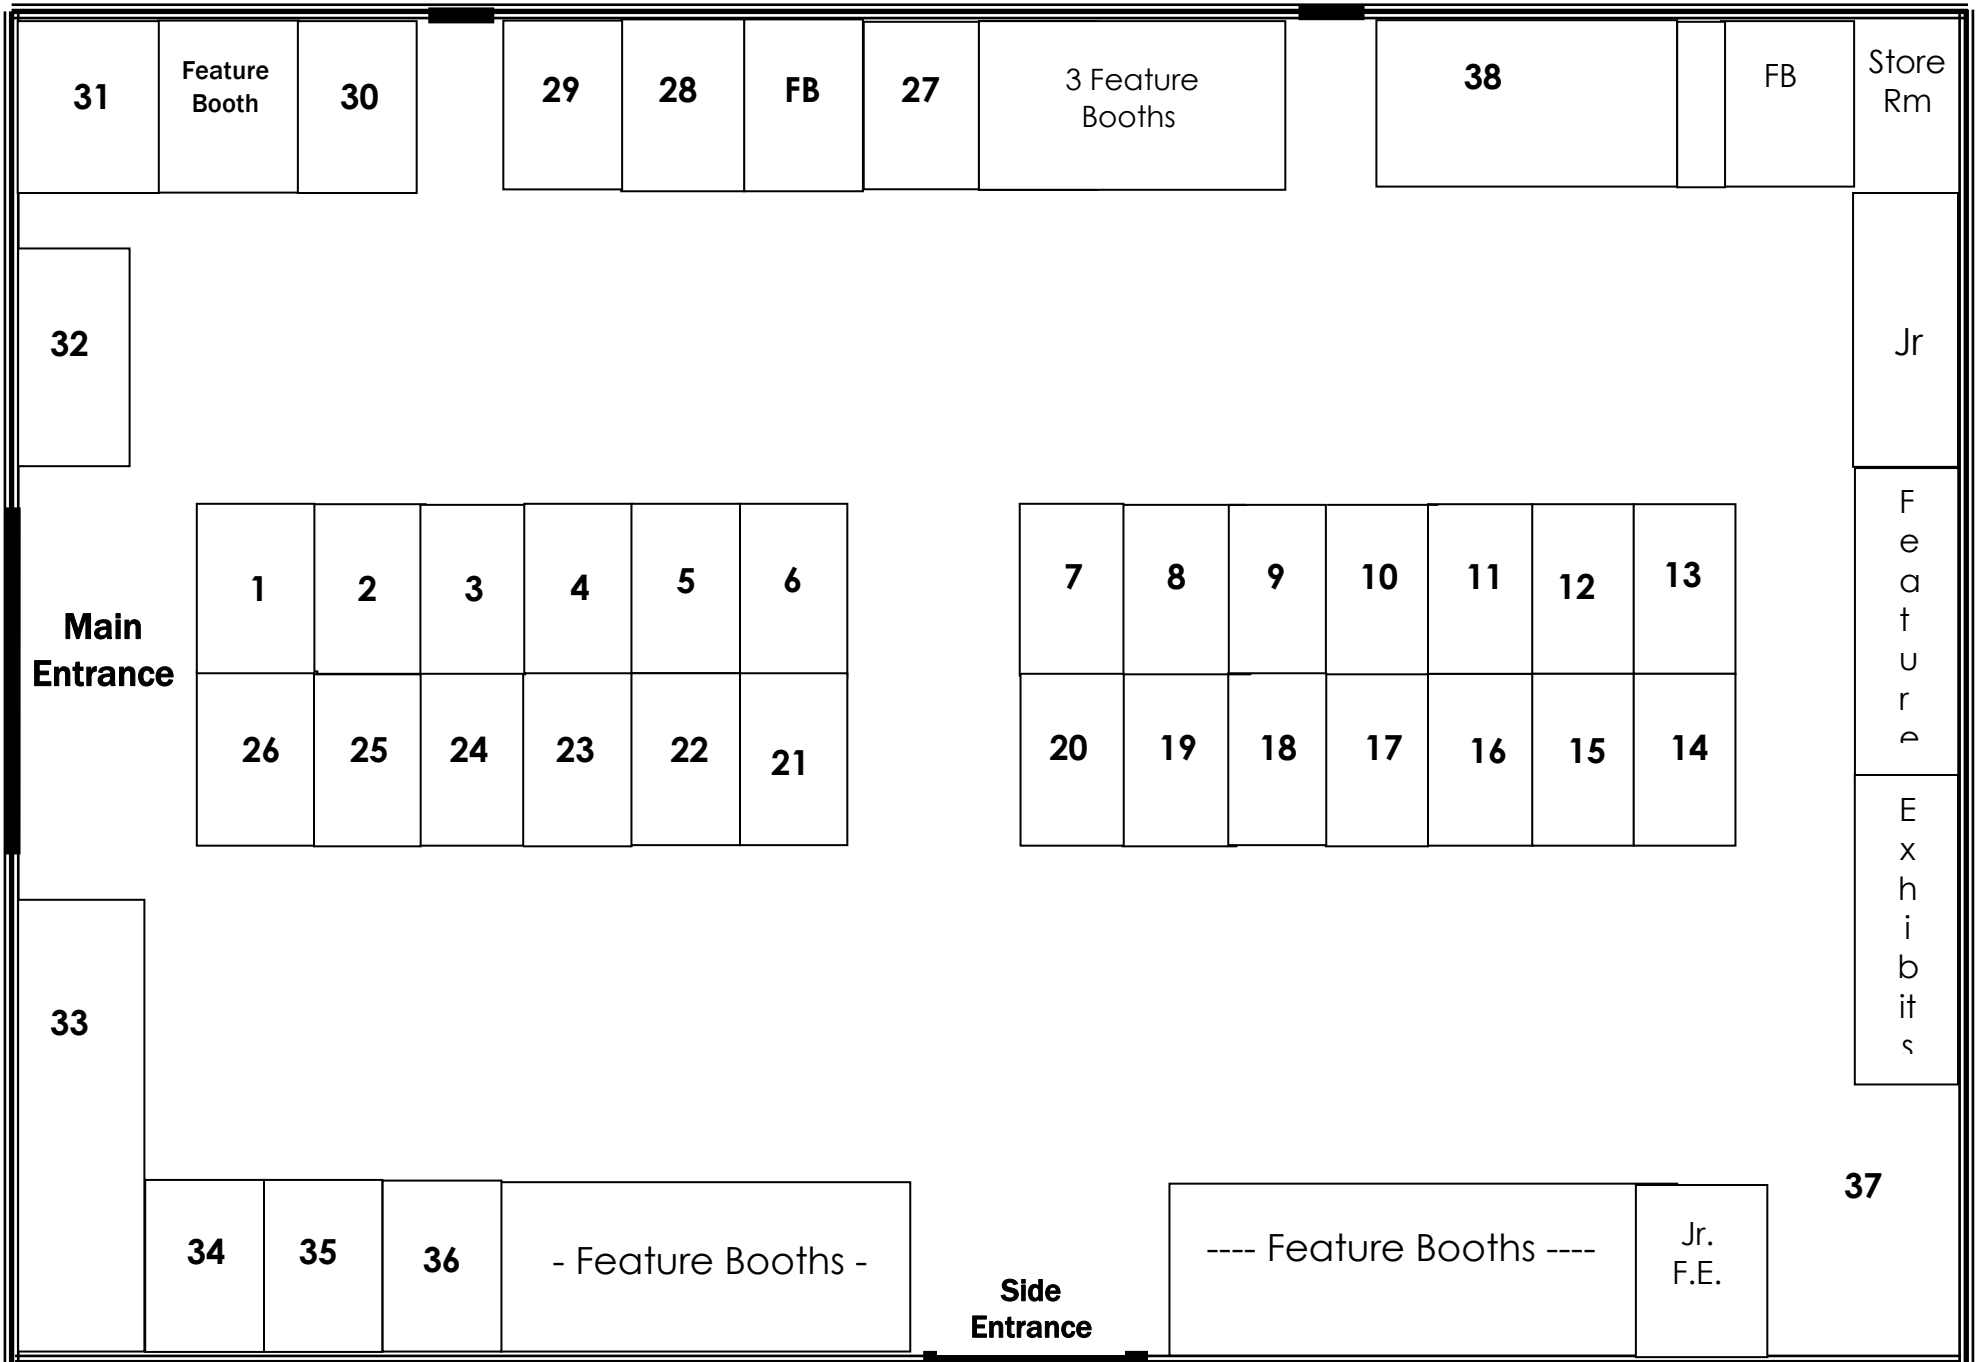 31
Feature
Booth
30
29
28
FB
27
3 Feature
Booths
38
FB
Store
Rm
32
Jr
1
2
3
4
5
6
7
8
9
10
11
12
13
Main
Entrance
26
25
24
23
22
21
20
19
18
17
16
15
14
F
e
a
t
u
r
e
E
x
h
i
b
it
s
33
37
34
35
36
- Feature Booths -
Side
Entrance
---- Feature Booths ----
Jr.
F.E.